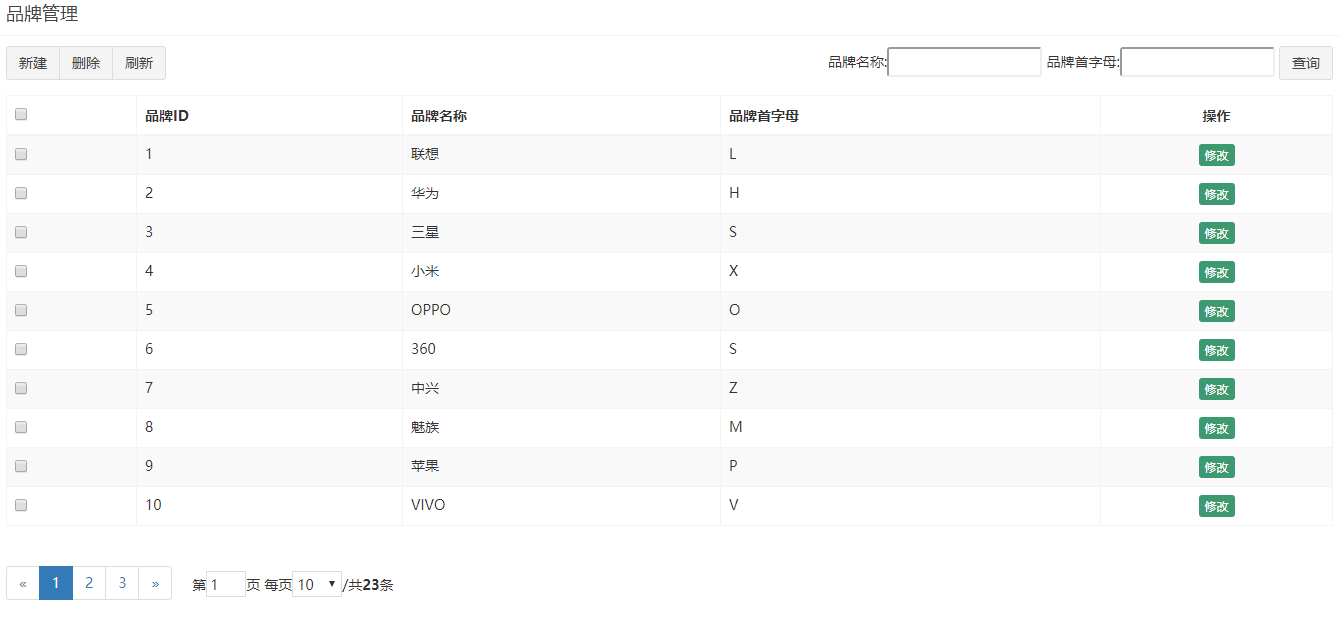 品牌管理
新建 删除 刷新 品牌名称: 品牌首字母: 查询
品牌ID 品牌名称 品牌首字母 操作
1 联想 L 修改
2 华为 H 修改
3 三星 S 修改
4 小米 X 修改
5 OPPO O 修改
6 360 S 修改
7 中兴 Z 修改
8 魅族 M 修改
9 苹果 P 修改
10 VIVO V 修改
« 1 2 3 » 第 1 页 每页 10 /共23条